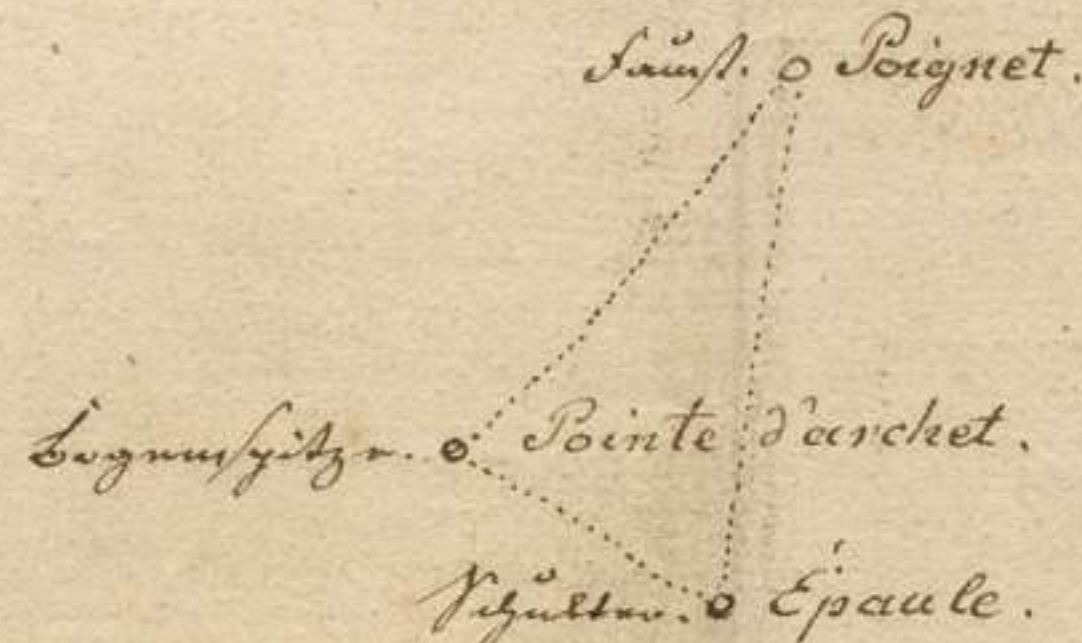 Faust. Poignet.
Bogenspitze. Pointe d'archet.
Schulter. Épaule.